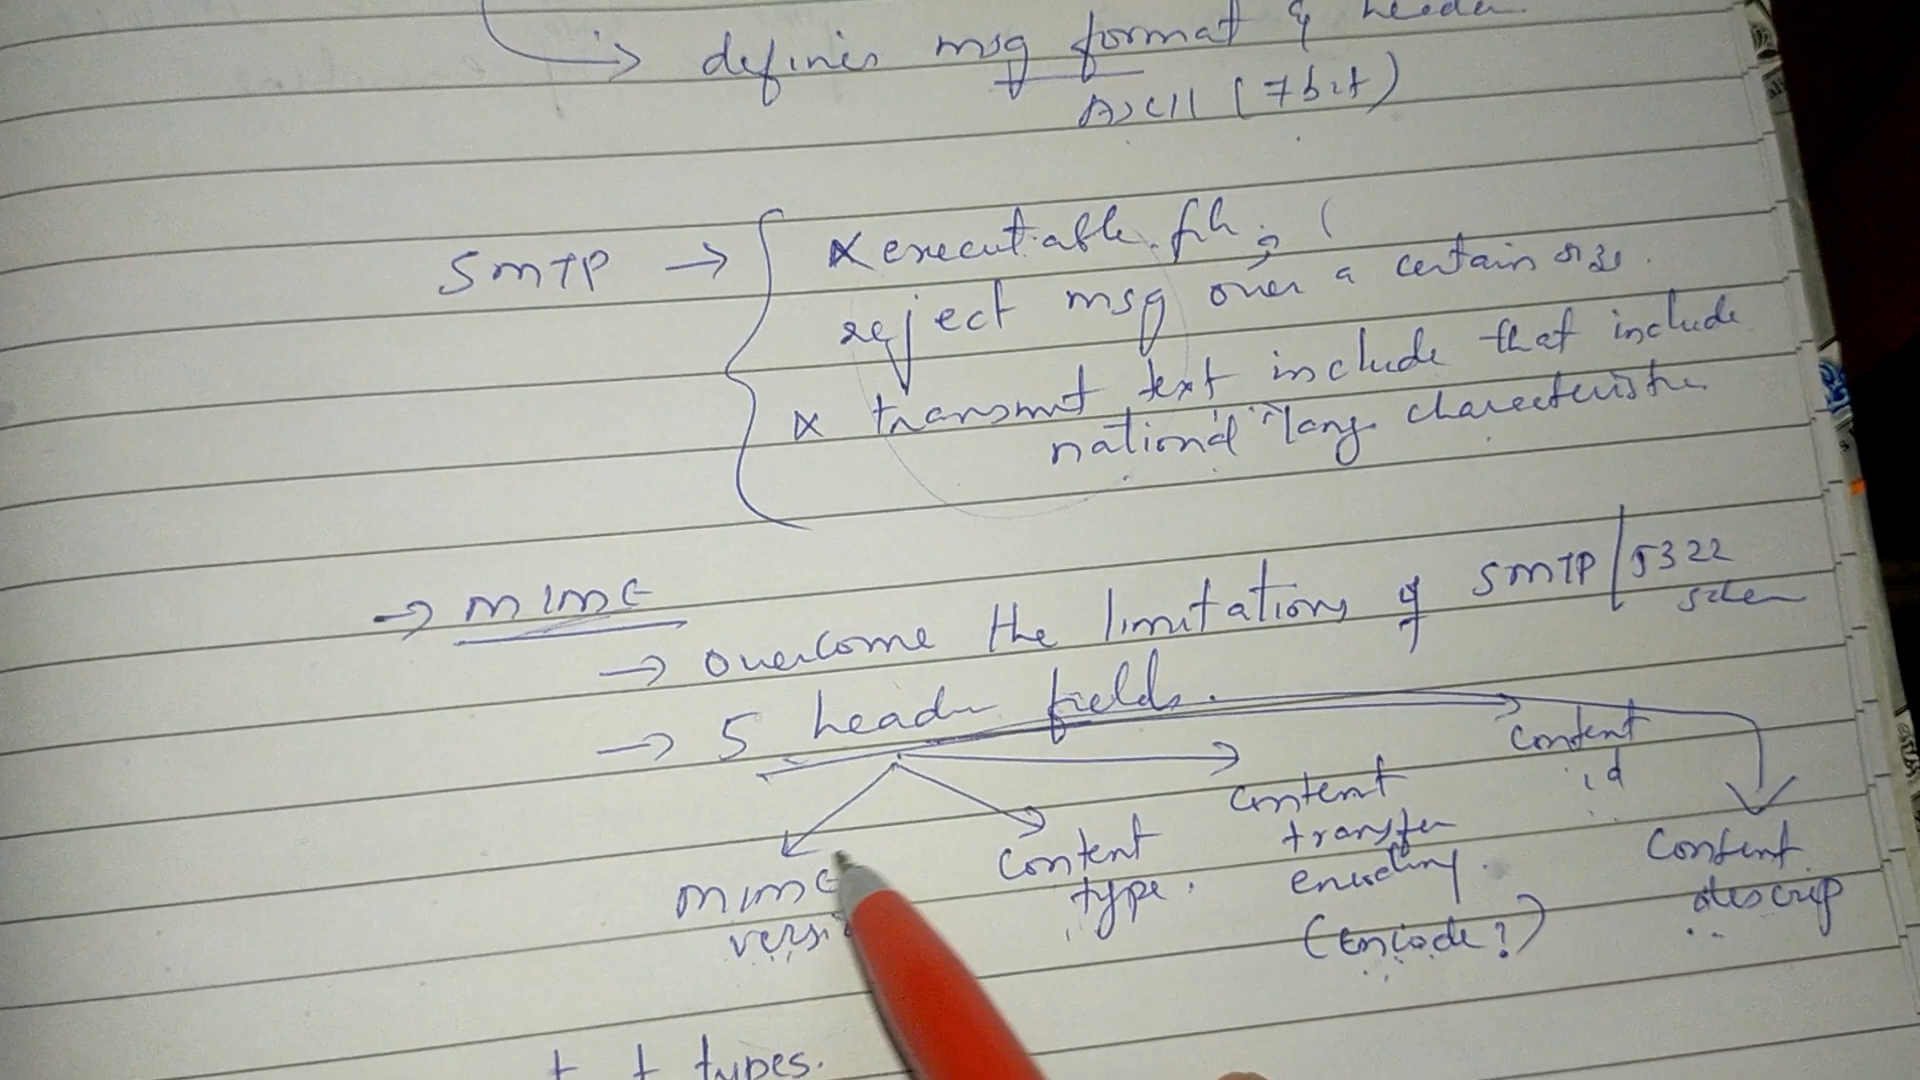 defines msg format & header.
ASCII (7bit)
SMTP → x executable file, (
reject msg over a certain size.
x transmit text include that include
national lang characteristic
→ MIME
→ overcome the limitations of SMTP/5322
→ 5 header fields.
MIME
version
Content
type.
Content
transfer
encoding.
(Encode?)
Content
id
Content
descrip
types.